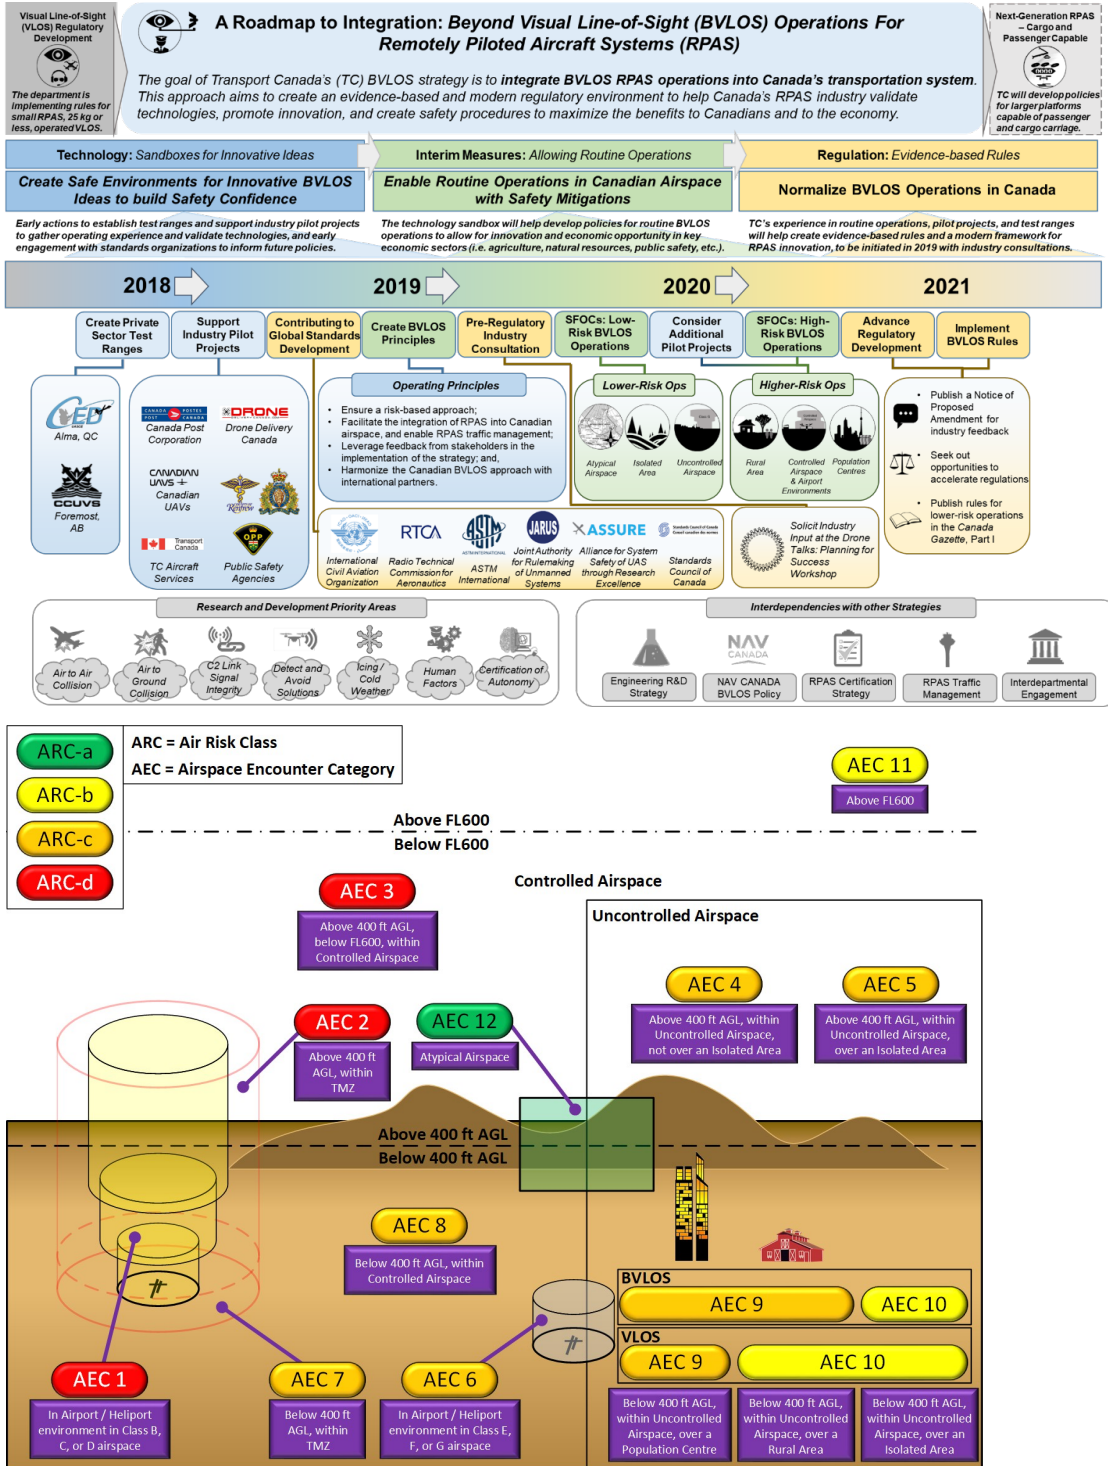 Visual Line-of-Sight
(VLOS) Regulatory
Development
The department is
implementing rules for
small RPAS, 25 kg or
less, operated VLOS.
A Roadmap to Integration: Beyond Visual Line-of-Sight (BVLOS) Operations For
Remotely Piloted Aircraft Systems (RPAS)
The goal of Transport Canada's (TC) BVLOS strategy is to integrate BVLOS RPAS operations into Canada's transportation system.
This approach aims to create an evidence-based and modern regulatory environment to help Canada's RPAS industry validate
technologies, promote innovation, and create safety procedures to maximize the benefits to Canadians and to the economy.
Next-Generation RPAS
– Cargo and
Passenger Capable
TC will develop policies
for larger platforms
capable of passenger
and cargo carriage.
Technology: Sandboxes for Innovative Ideas
Interim Measures: Allowing Routine Operations
Regulation: Evidence-based Rules
Create Safe Environments for Innovative BVLOS
Ideas to build Safety Confidence
Enable Routine Operations in Canadian Airspace
with Safety Mitigations
Normalize BVLOS Operations in Canada
Early actions to establish test ranges and support industry pilot projects
to gather operating experience and validate technologies, and early
engagement with standards organizations to inform future policies.
The technology sandbox will help develop policies for routine BVLOS
operations to allow for innovation and economic opportunity in key
economic sectors (i.e. agriculture, natural resources, public safety, etc.).
TC's experience in routine operations, pilot projects, and test ranges
will help create evidence-based rules and a modern framework for
RPAS innovation, to be initiated in 2019 with industry consultations.
2018
2019
2020
2021
Create Private
Sector Test
Ranges
Support
Industry Pilot
Projects
Contributing to
Global Standards
Development
Create BVLOS
Principles
Pre-Regulatory
Industry
Consultation
SFOCs: Low-
Risk BVLOS
Operations
Consider
Additional
Pilot Projects
SFOCs: High-
Risk BVLOS
Operations
Advance
Regulatory
Development
Implement
BVLOS Rules
CED
Alma, QC
CCUVS
Foremost,
AB
CANADA POST
POSTES CANADA
Canada Post
Corporation
DRONE
Drone Delivery
Canada
CANADIAN
UAVS
Canadian
UAVs
Renfrew
Transport
Canada
TC Aircraft
Services
OPP
Public Safety
Agencies
Operating Principles
• Ensure a risk-based approach;
• Facilitate the integration of RPAS into Canadian
airspace, and enable RPAS traffic management;
• Leverage feedback from stakeholders in the
implementation of the strategy; and,
• Harmonize the Canadian BVLOS approach with
international partners.
Lower-Risk Ops
Atypical
Airspace
Isolated
Area
Uncontrolled
Airspace
Higher-Risk Ops
Rural
Area
Controlled
Airspace
& Airport
Environments
Population
Centres
• Publish a Notice of
Proposed
Amendment for
industry feedback
• Seek out
opportunities to
accelerate regulations
• Publish rules for
lower-risk operations
in the Canada
Gazette, Part I
International
Civil Aviation
Organization
RTCA
Radio Technical
Commission for
Aeronautics
ASTM INTERNATIONAL
ASTM
International
JARUS
Joint Authority
for Rulemaking
of Unmanned
Systems
ASSURE
Alliance for System
Safety of UAS
through Research
Excellence
Standards Council of Canada
Conseil canadien des normes
Standards
Council of
Canada
Solicit Industry
Input at the Drone
Talks: Planning for
Success
Workshop
Research and Development Priority Areas
Air to Air
Collision
Air to
Ground
Collision
C2 Link
Signal
Integrity
Detect and
Avoid
Solutions
Icing /
Cold
Weather
Human
Factors
Certification of
Autonomy
Interdependencies with other Strategies
NAV
CANADA
Engineering R&D
Strategy
NAV CANADA
BVLOS Policy
RPAS Certification
Strategy
RPAS Traffic
Management
Interdepartmental
Engagement
ARC-a
ARC-b
ARC-c
ARC-d
ARC = Air Risk Class
AEC = Airspace Encounter Category
AEC 11
Above FL600
Above FL600
Below FL600
Controlled Airspace
Uncontrolled Airspace
AEC 3
Above 400 ft AGL,
below FL600, within
Controlled Airspace
AEC 4
Above 400 ft AGL, within
Uncontrolled Airspace,
not over an Isolated Area
AEC 5
Above 400 ft AGL, within
Uncontrolled Airspace,
over an Isolated Area
AEC 2
Above 400 ft
AGL, within
TMZ
AEC 12
Atypical Airspace
Above 400 ft AGL
Below 400 ft AGL
AEC 8
Below 400 ft AGL, within
Controlled Airspace
BVLOS
AEC 9
AEC 10
VLOS
AEC 9
AEC 10
AEC 1
In Airport / Heliport
environment in Class B,
C, or D airspace
AEC 7
Below 400 ft
AGL, within
TMZ
AEC 6
In Airport / Heliport
environment in Class E,
F, or G airspace
Below 400 ft AGL,
within Uncontrolled
Airspace, over a
Population Centre
Below 400 ft AGL,
within Uncontrolled
Airspace, over a
Rural Area
Below 400 ft AGL,
within Uncontrolled
Airspace, over an
Isolated Area